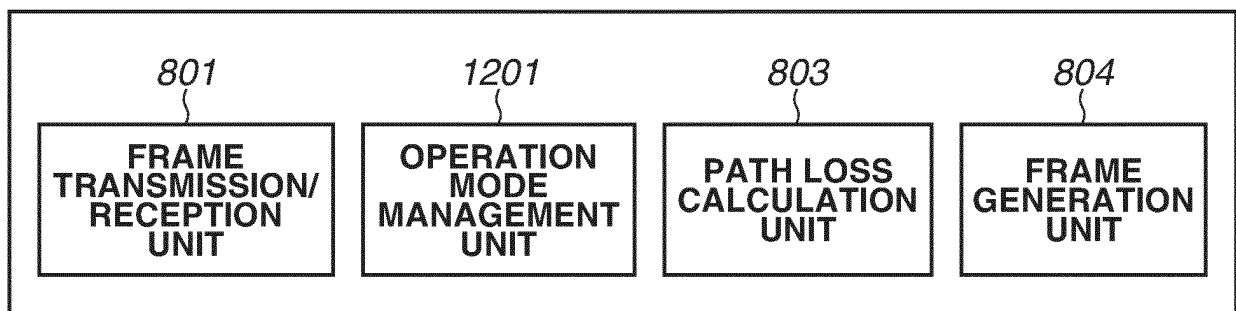 801
1201
803
804
FRAME
TRANSMISSION/
RECEPTION
UNIT
OPERATION
MODE
MANAGEMENT
UNIT
PATH LOSS
CALCULATION
UNIT
FRAME
GENERATION
UNIT